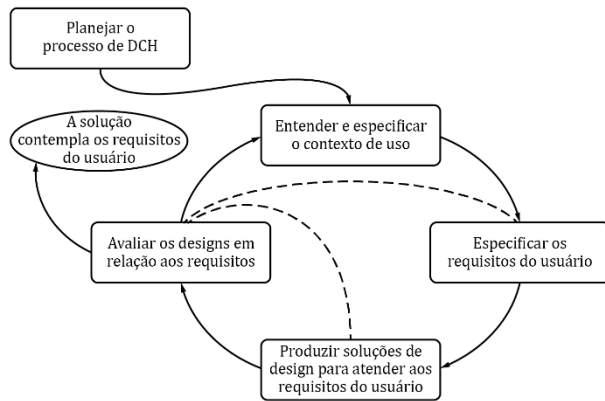 Planejar o
processo de DCH
A solução
contempla os requisitos
do usuário
Entender e especificar
o contexto de uso
Avaliar os designs em
relação aos requisitos
Especificar os
requisitos do usuário
Produzir soluções de
design para atender aos
requisitos do usuário